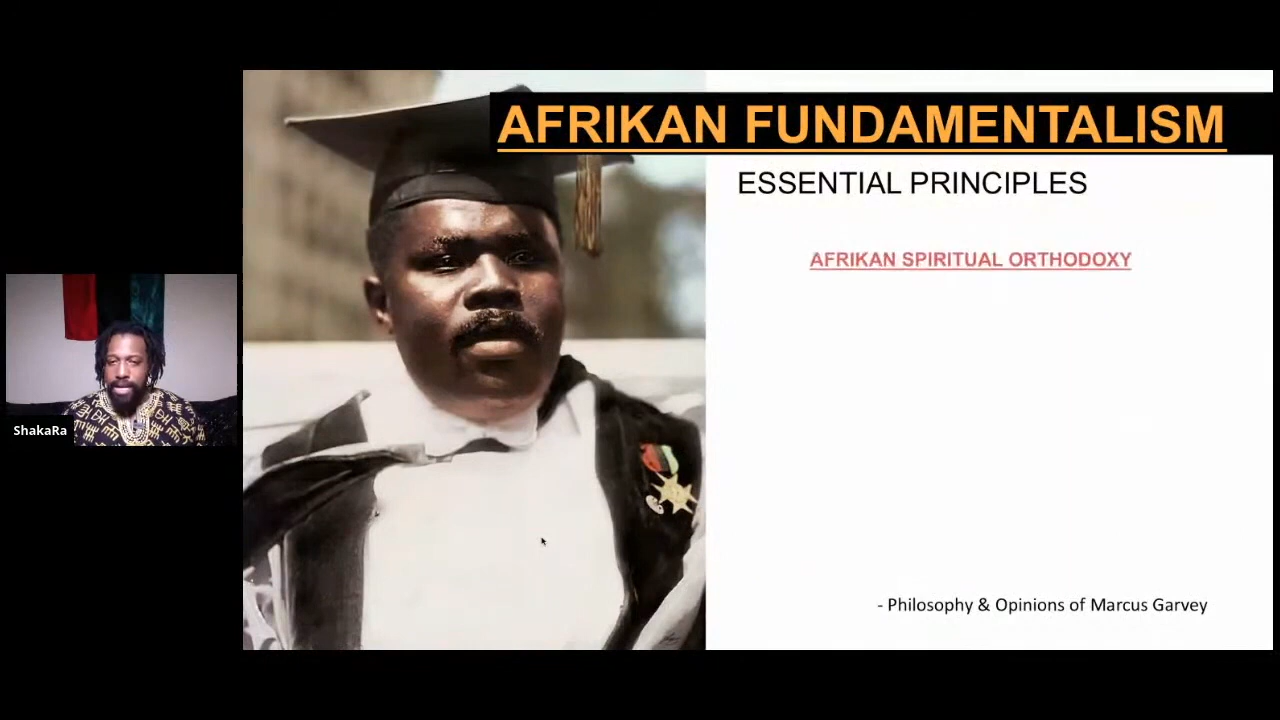 AFRIKAN FUNDAMENTALISM
ESSENTIAL PRINCIPLES
AFRIKAN SPIRITUAL ORTHODOXY
ShakaRa
- Philosophy & Opinions of Marcus Garvey